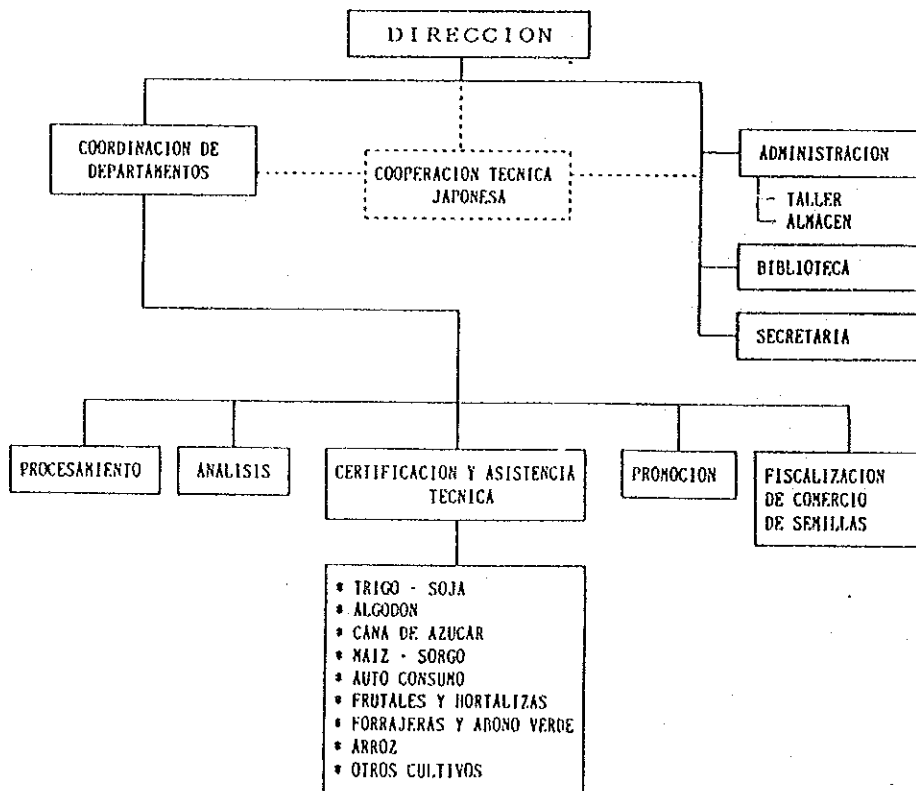 DIRECCION
COORDINACION DE
DEPARTAMENTOS
COOPERACION TECNICA
JAPONESA
ADMINISTRACION
- TALLER
ALMACEN
BIBLIOTECA
SECRETARIA
PROCESAMIENTO
ANALISIS
CERTIFICACION Y ASISTENCIA
TECNICA
PROMOCION
FISCALIZACION
DE COMERCIO
DE SEMILLAS
* TRIGO - SOJA
* ALGODON
* CANA DE AZUCAR
* MAIZ - SORGO
* AUTO CONSUMO
* FRUTALES Y HORTALIZAS
* FORRAJERAS Y ABONO VERDE
* ARROZ
* OTROS CULTIVOS